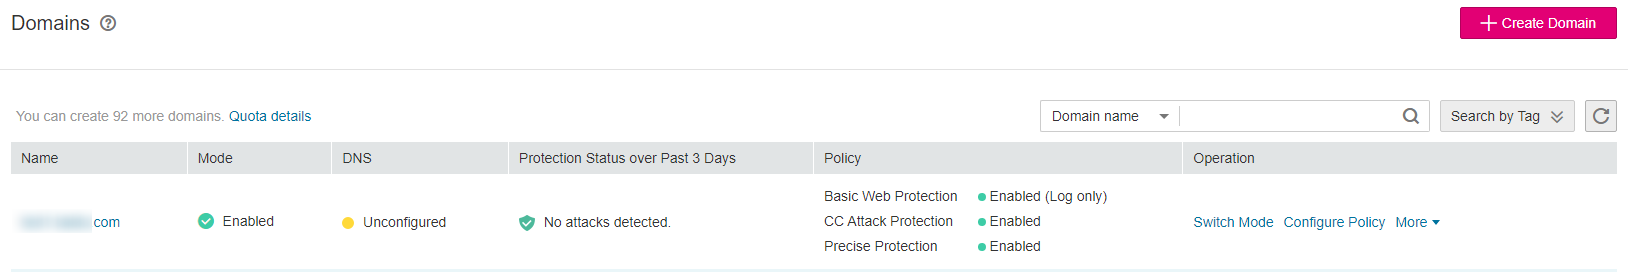 Domains ?
+ Create Domain
You can create 92 more domains. Quota details
Domain name
Search by Tag
Name Mode DNS Protection Status over Past 3 Days Policy Operation
Basic Web Protection Enabled (Log only)
com Enabled Unconfigured No attacks detected. CC Attack Protection Enabled Switch Mode Configure Policy More
Precise Protection Enabled